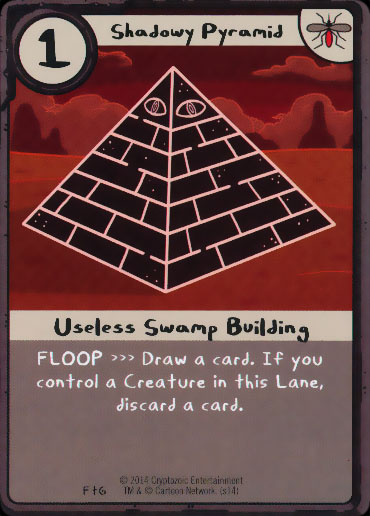 1
Shadowy Pyramid
Useless Swamp Building
FLOOP >>> Draw a card. If you
control a Creature in this Lane,
discard a card.
© 2014 Cryptozoic Entertainment
FtG TM & © Cartoon Network. (s14)